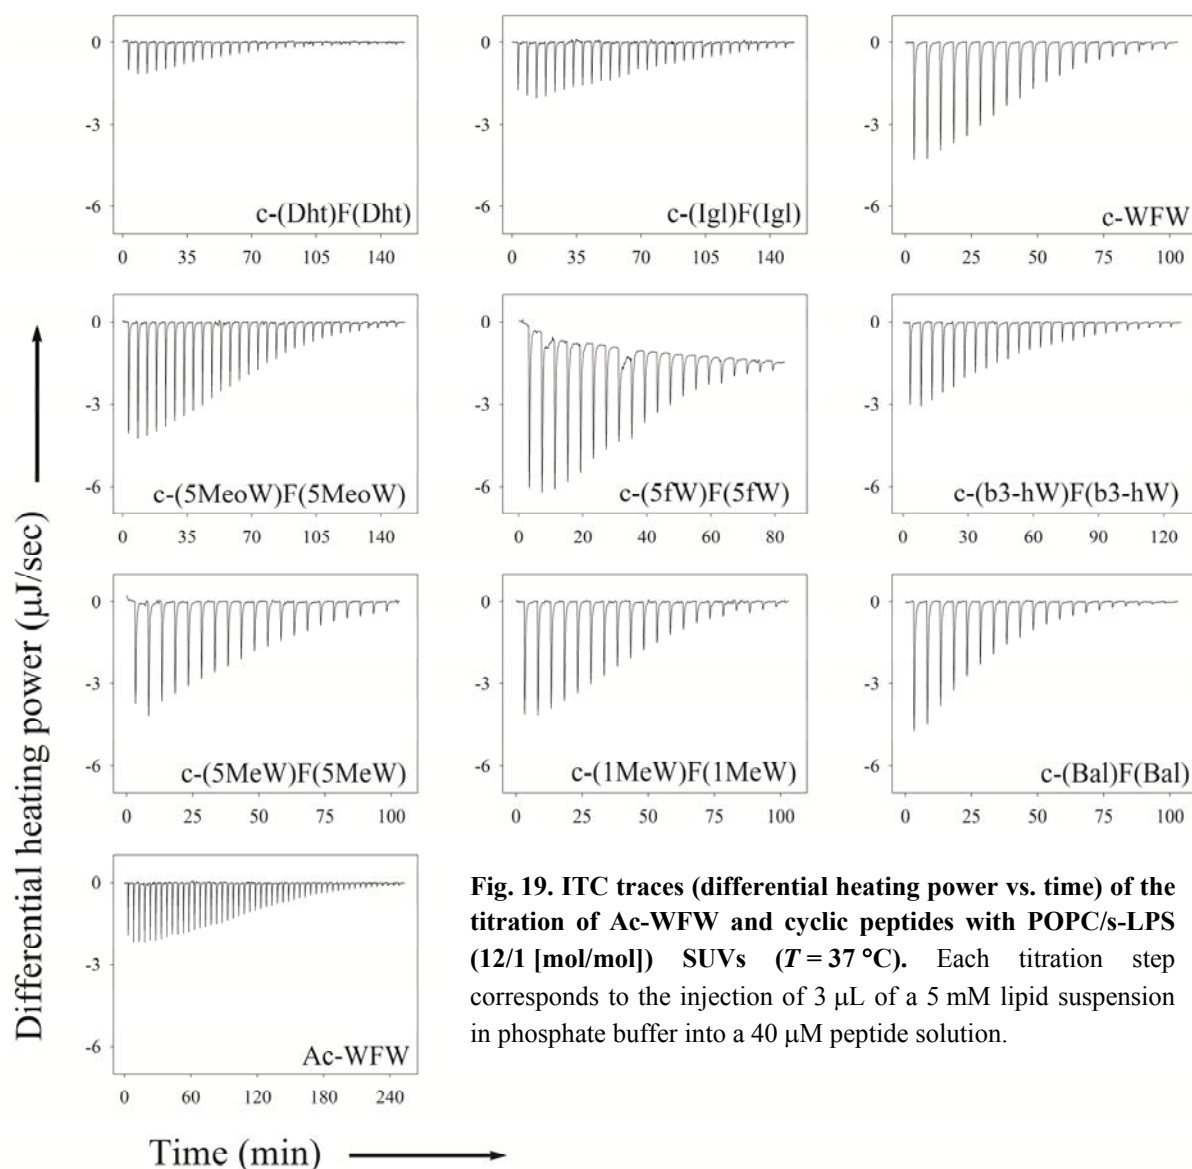 0
-3
-6
c-(Dht)F(Dht)
0 35 70 105 140
0
-3
-6
c-(Igl)F(Igl)
0 35 70 105 140
0
-3
-6
c-WFW
0 25 50 75 100
0
-3
-6
c-(5MeoW)F(5MeoW)
0 35 70 105 140
0
-3
-6
c-(5fW)F(5fW)
0 20 40 60 80
0
-3
-6
c-(b3-hW)F(b3-hW)
0 30 60 90 120
0
-3
-6
c-(5MeW)F(5MeW)
0 25 50 75 100
0
-3
-6
c-(1MeW)F(1MeW)
0 25 50 75 100
0
-3
-6
c-(Bal)F(Bal)
0 25 50 75 100
0
-3
-6
Ac-WFW
0 60 120 180 240
Differential heating power (µJ/sec)
Time (min)
Fig. 19. ITC traces (differential heating power vs. time) of the
titration of Ac-WFW and cyclic peptides with POPC/s-LPS
(12/1 [mol/mol]) SUVs (T = 37 °C). Each titration step
corresponds to the injection of 3 µL of a 5 mM lipid suspension
in phosphate buffer into a 40 µM peptide solution.